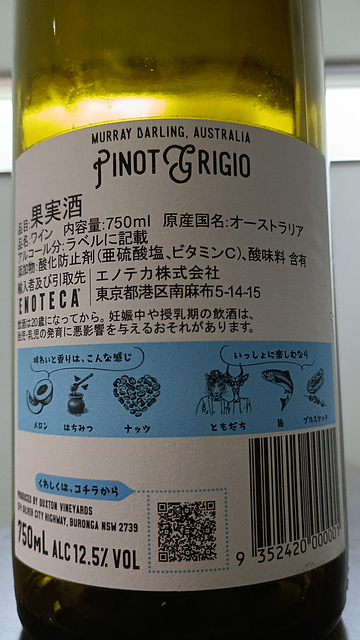 MURRAY DARLING, AUSTRALIA
PINOT GRIGIO
品目:果実酒
品名:ワイン 内容量:750ml 原産国名:オーストラリア
アルコール分:ラベルに記載
添加物:酸化防止剤(亜硫酸塩、ビタミンC)、酸味料 含有
輸入者及び引取先 エノテカ株式会社
ENOTECA 東京都港区南麻布5-14-15
飲酒は20歳になってから。妊娠中や授乳期の飲酒は、
胎児・乳児の発育に悪影響を与えるおそれがあります。
味わいと香りは、こんな感じ
いっしょに楽しむなら
メロン はちみつ ナッツ ともだち 鮭 ブルスケッタ
くわしくは、コチラから
PRODUCED BY BUXTON VINEYARDS
SILVER CITY HIGHWAY, BURONGA NSW 2739
750mL ALC 12.5% VOL
9 352420 000001